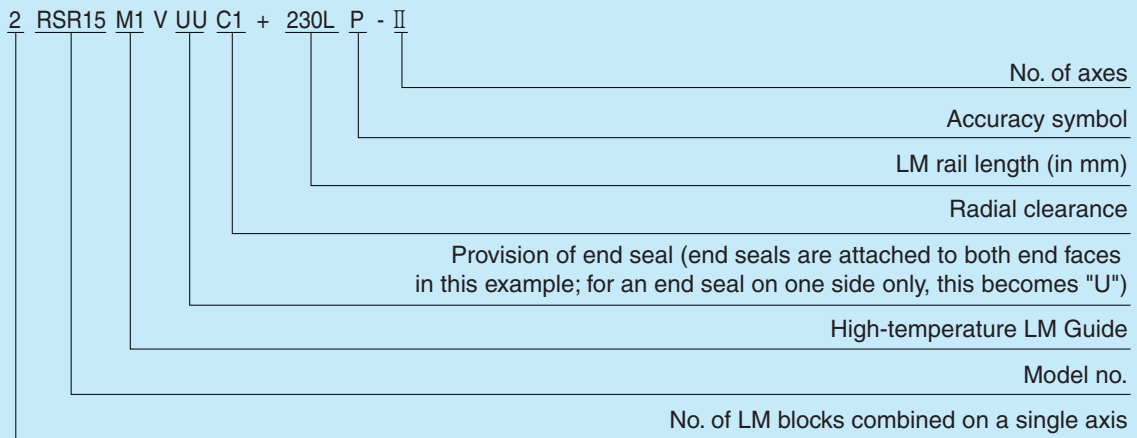 2 RSR15 M1 V UU C1 + 230L P - Ⅱ
No. of axes
Accuracy symbol
LM rail length (in mm)
Radial clearance
Provision of end seal (end seals are attached to both end faces
in this example; for an end seal on one side only, this becomes "U")
High-temperature LM Guide
Model no.
No. of LM blocks combined on a single axis